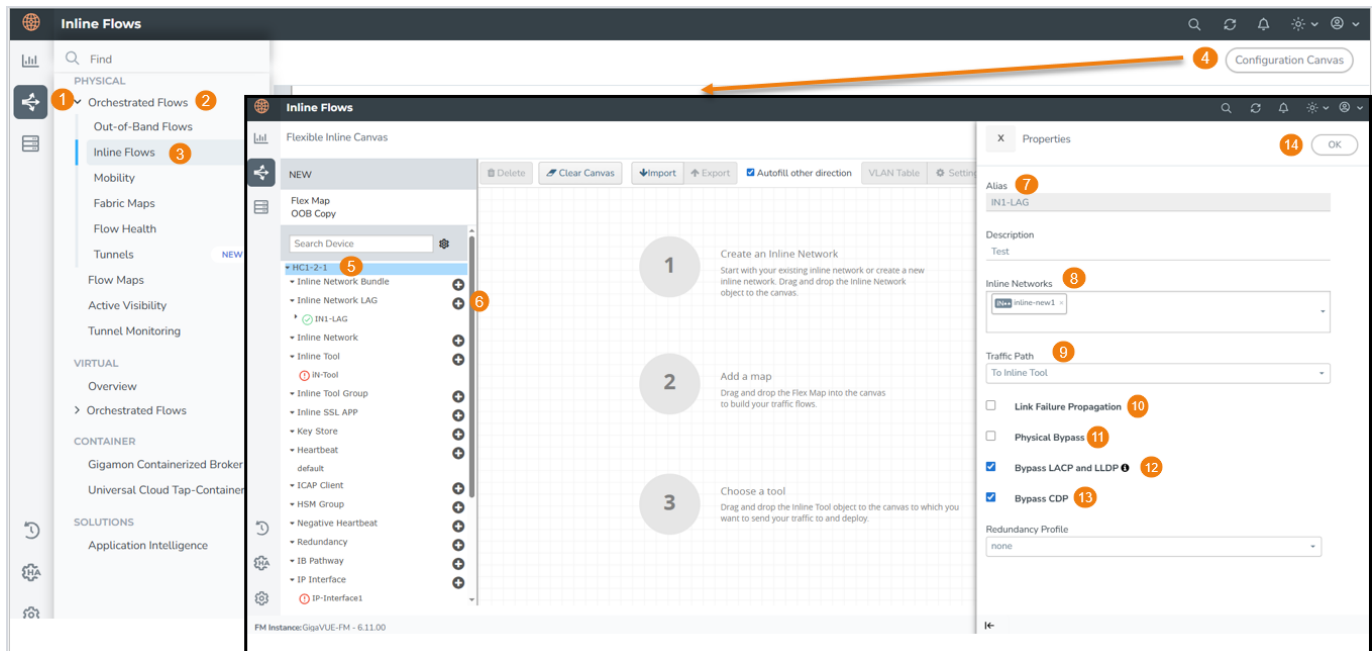 Inline Flows
Find
PHYSICAL
1
Orchestrated Flows 2
Out-of-Band Flows
Inline Flows 3
Mobility
Fabric Maps
Flow Health
Tunnels NEW
Flow Maps
Active Visibility
Tunnel Monitoring
VIRTUAL
Overview
Orchestrated Flows
CONTAINER
Gigamon Containerized Broker
Universal Cloud Tap-Container
SOLUTIONS
Application Intelligence
HA
4 Configuration Canvas
Inline Flows
Flexible Inline Canvas
NEW
Flex Map
OOB Copy
Search Device
HC1-2-1 5
Inline Network Bundle
Inline Network LAG 6
IN1-LAG
Inline Network
Inline Tool
iN-Tool
Inline Tool Group
Inline SSL APP
Key Store
Heartbeat
default
ICAP Client
HSM Group
Negative Heartbeat
Redundancy
IB Pathway
IP Interface
IP-Interface1
HA
FM Instance:GigaVUE-FM - 6.11.00
Delete Clear Canvas Import Export Autofill other direction VLAN Table Setting
1
Create an Inline Network
Start with your existing inline network or create a new
inline network. Drag and drop the Inline Network
object to the canvas.
2
Add a map
Drag and drop the Flex Map into the canvas
to build your traffic flows.
3
Choose a tool
Drag and drop the Inline Tool object to the canvas to which you
want to send your traffic to and deploy.
X Properties 14 OK
Alias 7
IN1-LAG
Description
Test
Inline Networks 8
inline-new1 ×
Traffic Path 9
To Inline Tool
Link Failure Propagation 10
Physical Bypass 11
Bypass LACP and LLDP 12
Bypass CDP 13
Redundancy Profile
none